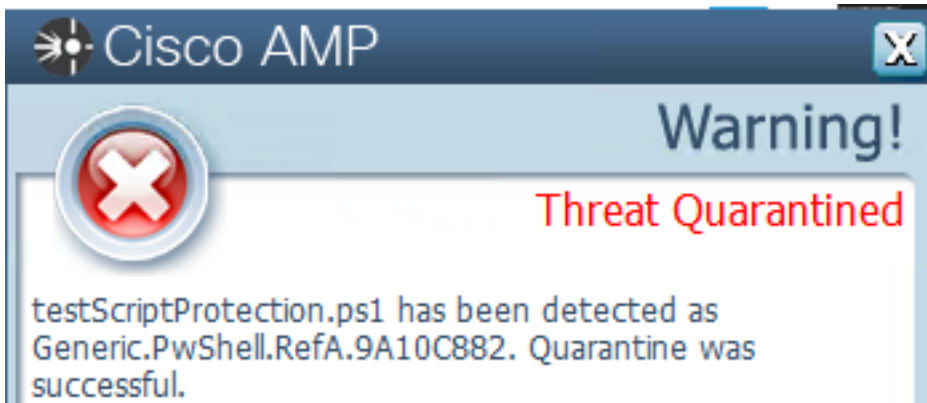 Cisco AMP
X
Warning!
Threat Quarantined
testScriptProtection.ps1 has been detected as
Generic.PwShell.RefA.9A10C882. Quarantine was
successful.